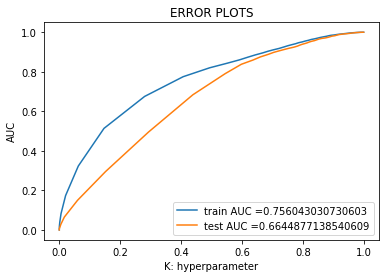 ERROR PLOTS
1.0
0.8
0.6
0.4
0.2
0.0
AUC
train AUC =0.756043030730603
test AUC =0.6644877138540609
0.0 0.2 0.4 0.6 0.8 1.0
K: hyperparameter